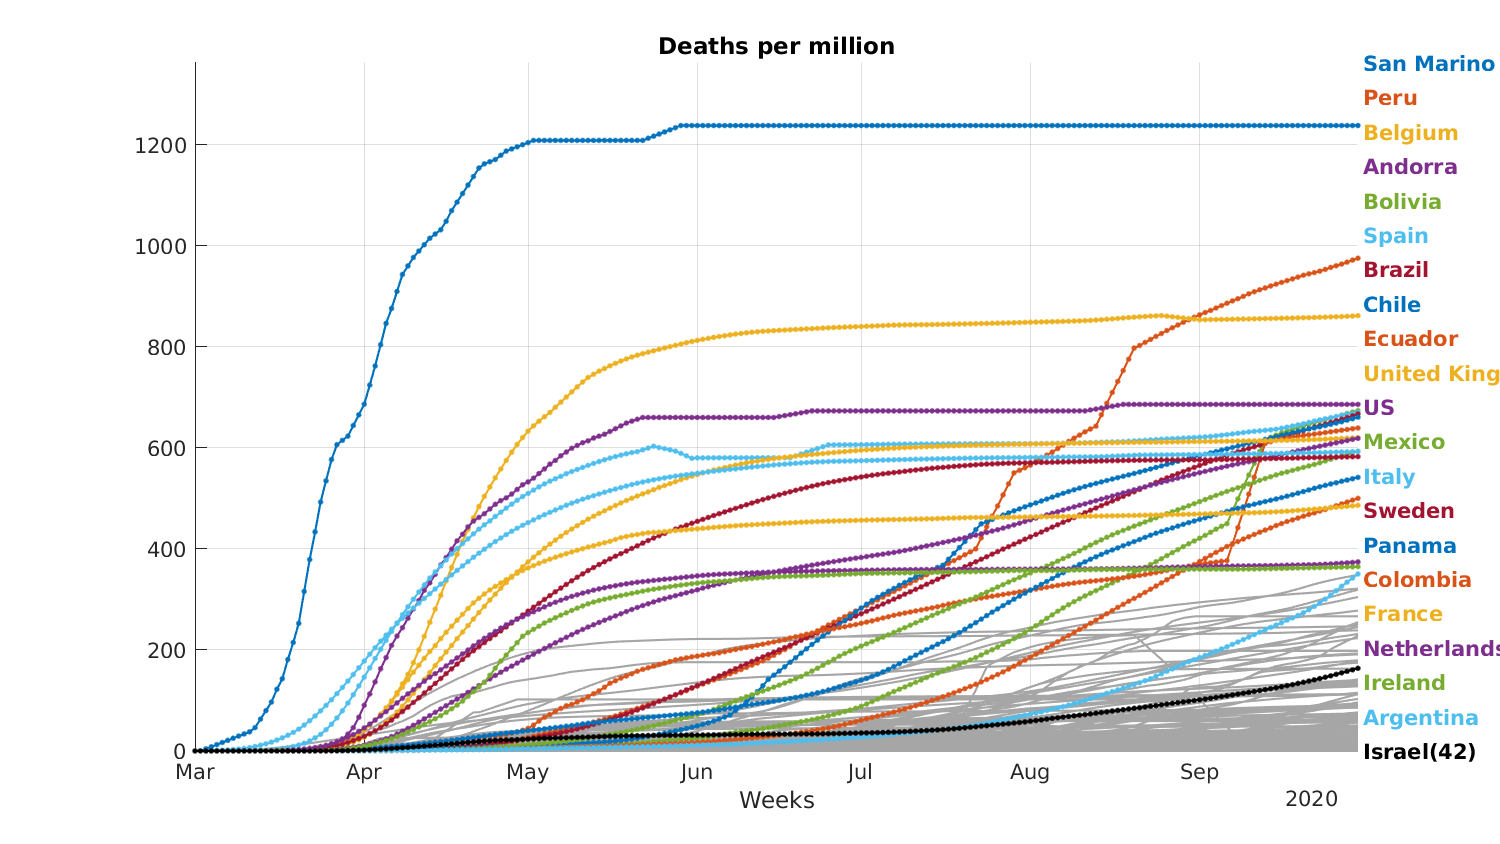 Deaths per million
San Marino
Peru
Belgium
Andorra
Bolivia
Spain
Brazil
Chile
Ecuador
United King
US
Mexico
Italy
Sweden
Panama
Colombia
France
Netherlands
Ireland
Argentina
Israel(42)
1200
1000
800
600
400
200
0
Mar Apr May Jun Jul Aug Sep
Weeks
2020